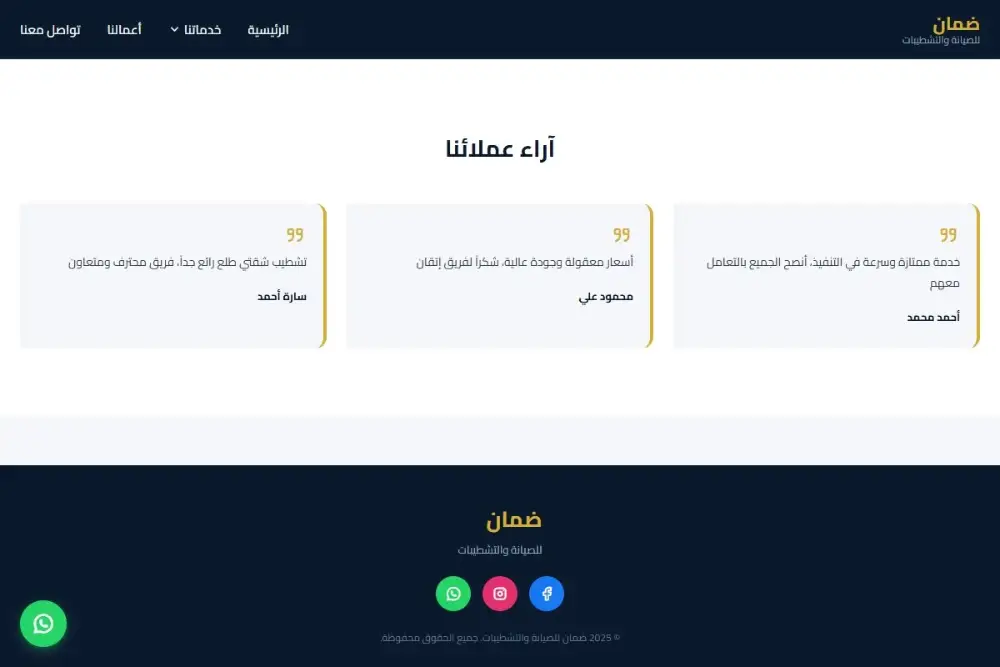 ضمان
للصيانة والتشطيبات
الرئيسية
خدماتنا
أعمالنا
تواصل معنا
آراء عملائنا
خدمة ممتازة وسرعة في التنفيذ، أنصح الجميع بالتعامل
معهم
أحمد محمد
أسعار معقولة وجودة عالية، شكراً لفريق إتقان
محمود علي
تشطيب شقتي طلع رائع جداً، فريق محترف ومتعاون
سارة أحمد
ضمان
للصيانة والتشطيبات
© 2025 ضمان للصيانة والتشطيبات. جميع الحقوق محفوظة.